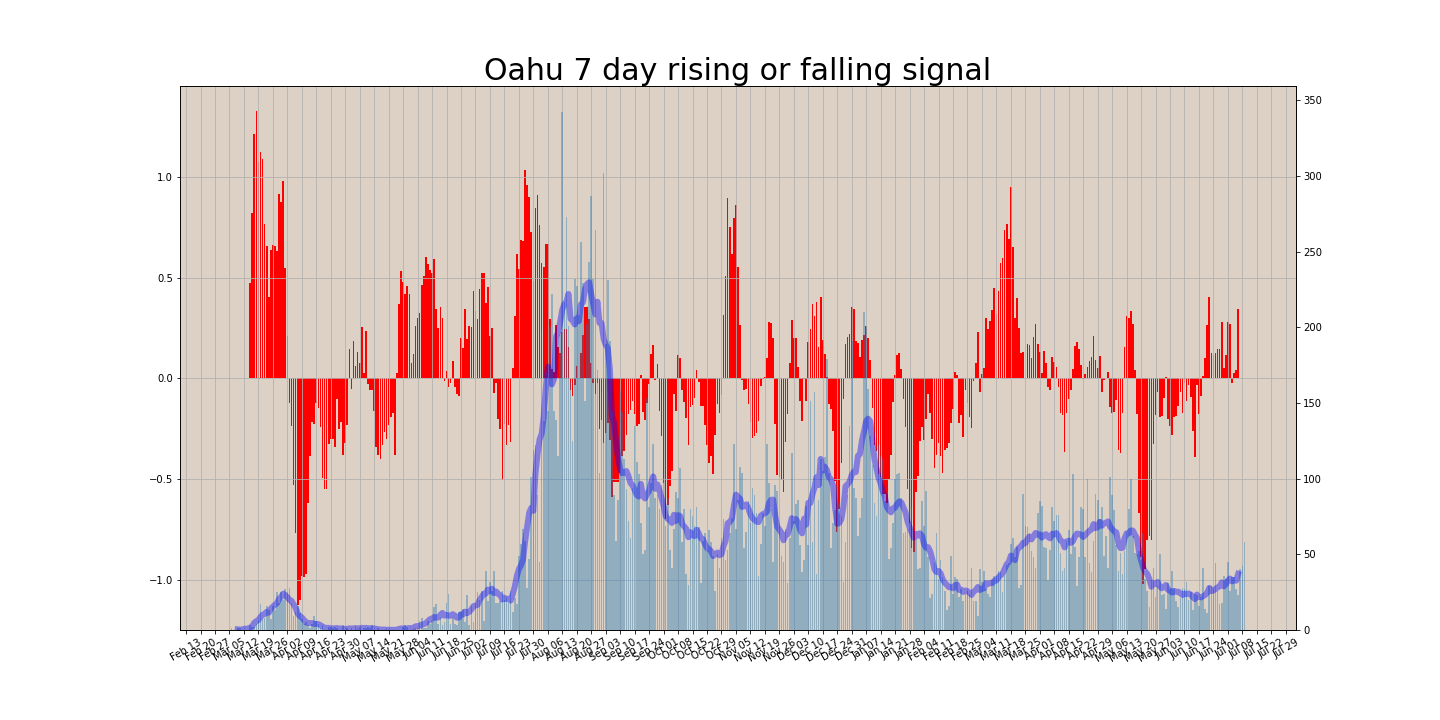 Oahu 7 day rising or falling signal
1.0
0.5
0.0
−0.5
−1.0
350
300
250
200
150
100
50
0
Feb 13
Feb 20
Feb 27
Mar 05
Mar 12
Mar 19
Mar 26
Apr 02
Apr 09
Apr 16
Apr 23
Apr 30
May 07
May 14
May 21
May 28
Jun 04
Jun 11
Jun 18
Jun 25
Jul 02
Jul 09
Jul 16
Jul 23
Jul 30
Aug 06
Aug 13
Aug 20
Aug 27
Sep 03
Sep 10
Sep 17
Sep 24
Oct 01
Oct 08
Oct 15
Oct 22
Oct 29
Nov 05
Nov 12
Nov 19
Nov 26
Dec 03
Dec 10
Dec 17
Dec 24
Dec 31
Jan 07
Jan 14
Jan 21
Jan 28
Feb 04
Feb 11
Feb 18
Feb 25
Mar 04
Mar 11
Mar 18
Mar 25
Apr 01
Apr 08
Apr 15
Apr 22
Apr 29
May 06
May 13
May 20
May 27
Jun 03
Jun 10
Jun 17
Jun 24
Jul 01
Jul 08
Jul 15
Jul 22
Jul 29